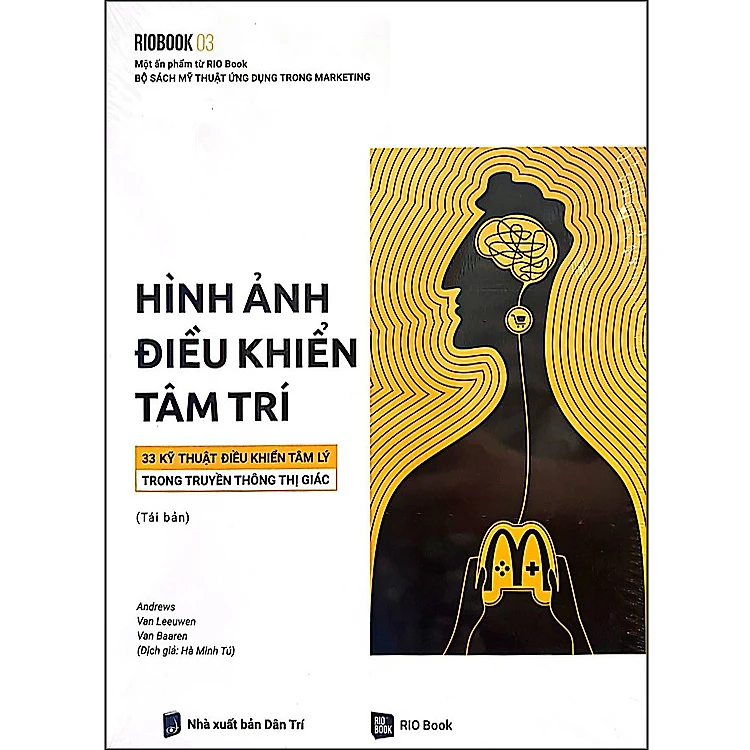 RIOBOOK 03
Một ấn phẩm từ RIO Book
BỘ SÁCH MỸ THUẬT ỨNG DỤNG TRONG MARKETING
HÌNH ẢNH
ĐIỀU KHIỂN
TÂM TRÍ
33 KỸ THUẬT ĐIỀU KHIỂN TÂM LÝ
TRONG TRUYỀN THÔNG THỊ GIÁC
(Tái bản)
Andrews
Van Leeuwen
Van Baaren
(Dịch giả: Hà Minh Tú)
Nhà xuất bản Dân Trí
RIO
BOOK
RIO Book